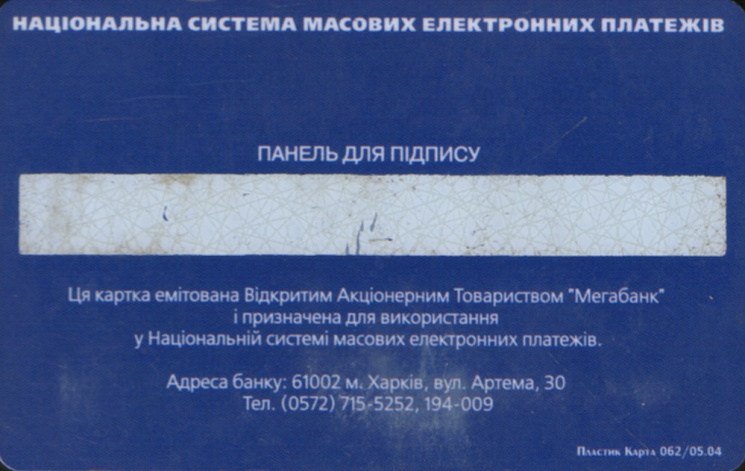 НАЦІОНАЛЬНА СИСТЕМА МАСОВИХ ЕЛЕКТРОННИХ ПЛАТЕЖІВ
ПАНЕЛЬ ДЛЯ ПІДПИСУ
Ця картка емітована Відкритим Акціонерним Товариством "Мегабанк"
і призначена для використання
у Національній системі масових електронних платежів.
Адреса банку: 61002 м. Харків, вул. Артема, 30
Тел. (0572) 715-5252, 194-009
Пластик Карта 062/05.04